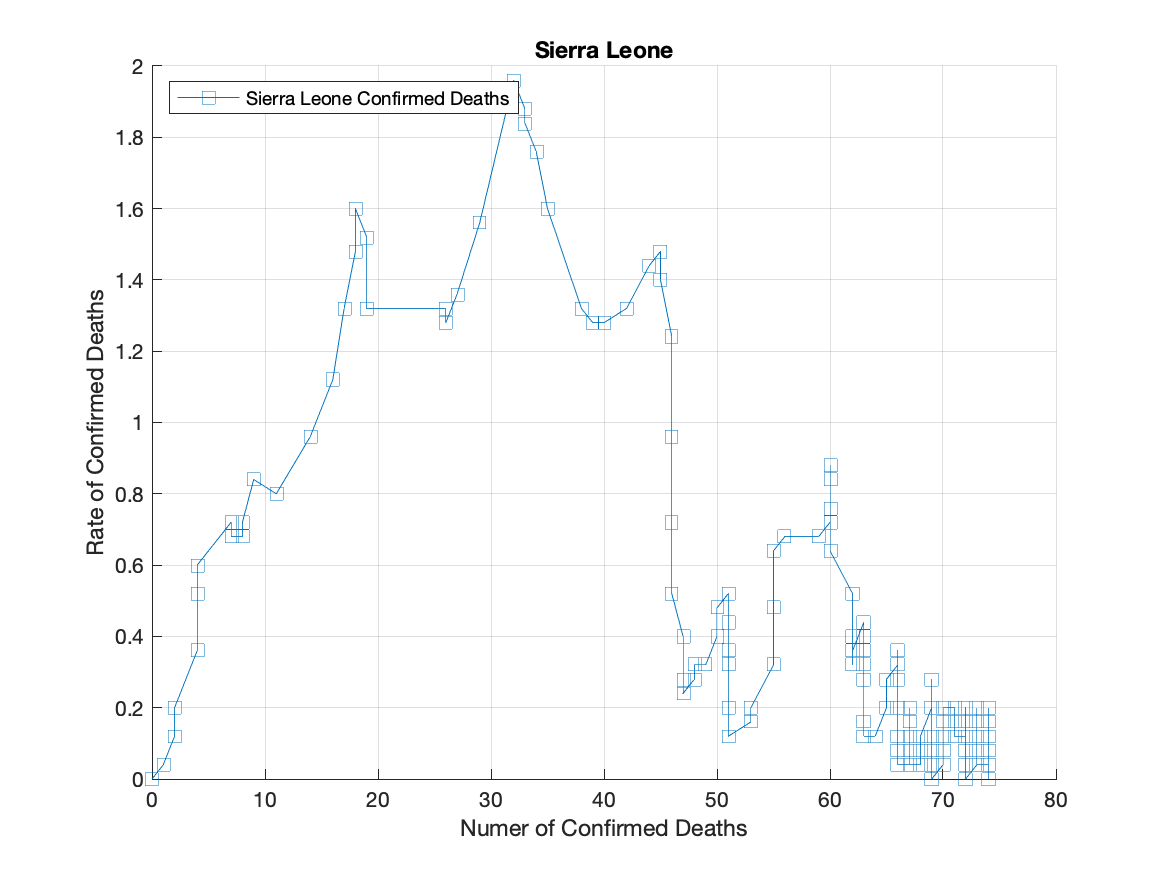 Sierra Leone
Sierra Leone Confirmed Deaths
2
1.8
1.6
1.4
1.2
1
0.8
0.6
0.4
0.2
0
Rate of Confirmed Deaths
0 10 20 30 40 50 60 70 80
Numer of Confirmed Deaths